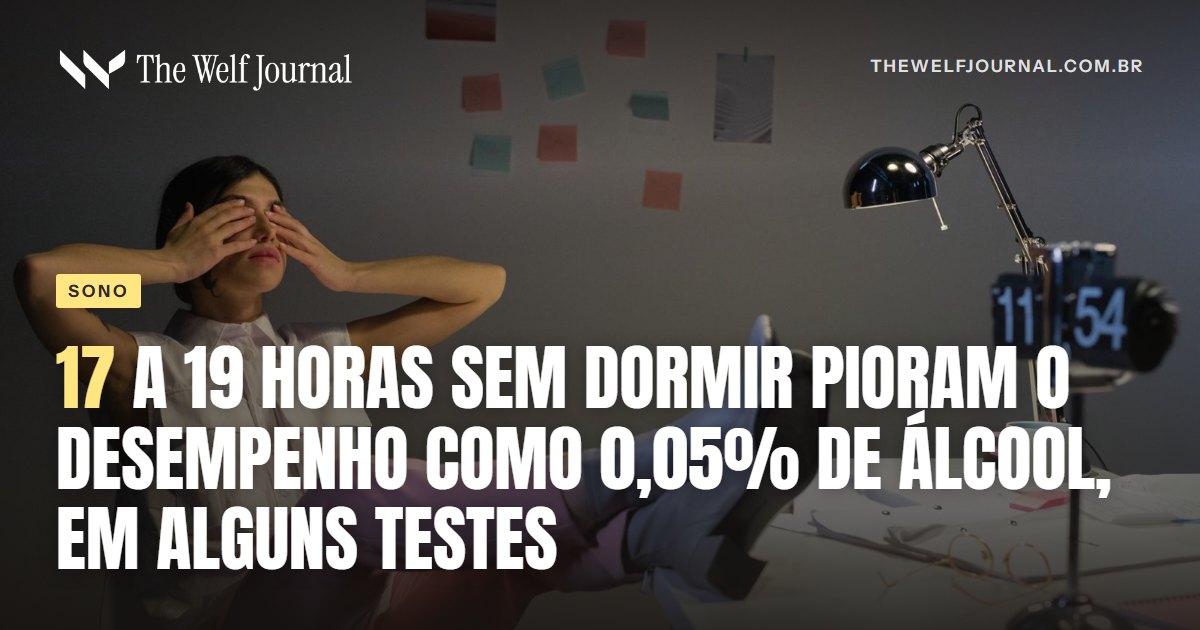 The Welf Journal
THEWELFJOURNAL.COM.BR
11 54
SONO
17 A 19 HORAS SEM DORMIR PIORAM O
DESEMPENHO COMO 0,05% DE ÁLCOOL,
EM ALGUNS TESTES